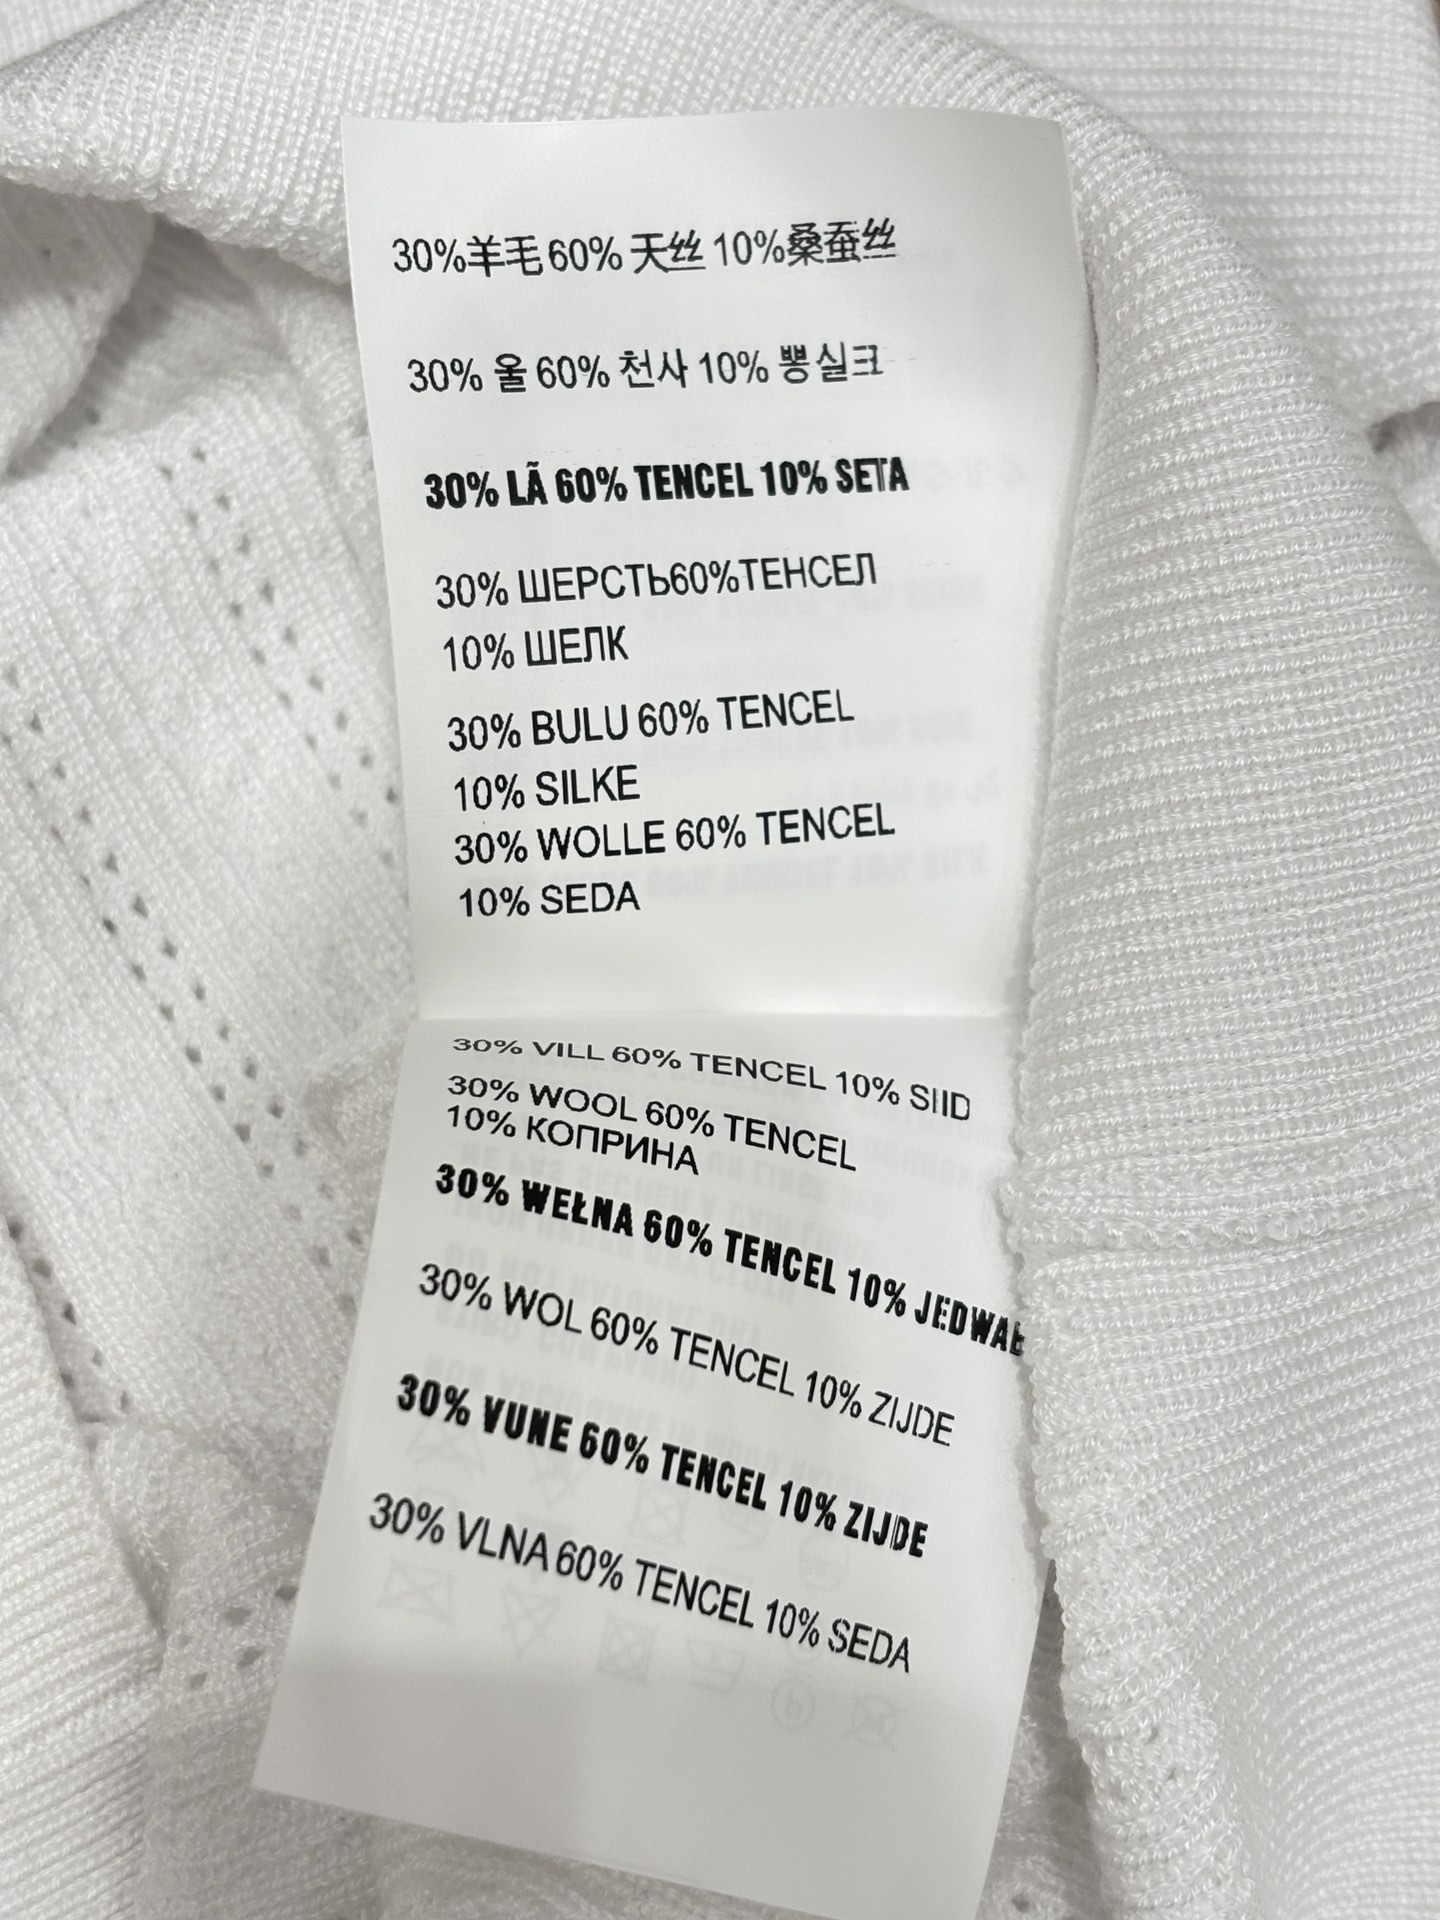 30%羊毛 60% 天丝 10%桑蚕丝
30% 울 60% 천사 10% 뽕실크
30% LÃ 60% TENCEL 10% SETA
30% ШЕРСТЬ60%ТЕНСЕЛ
10% ШЕЛК
30% BULU 60% TENCEL
10% SILKE
30% WOLLE 60% TENCEL
10% SEDA
30% VILL 60% TENCEL 10% SIID
30% WOOL 60% TENCEL
10% КОПРИНА
30% WEŁNA 60% TENCEL 10%
30% WOL 60% TENCEL 10% ZIJDE
30% VUNE 60% TENCEL 10% ZIJDE
30% VLNA 60% TENCEL 10% SEDA